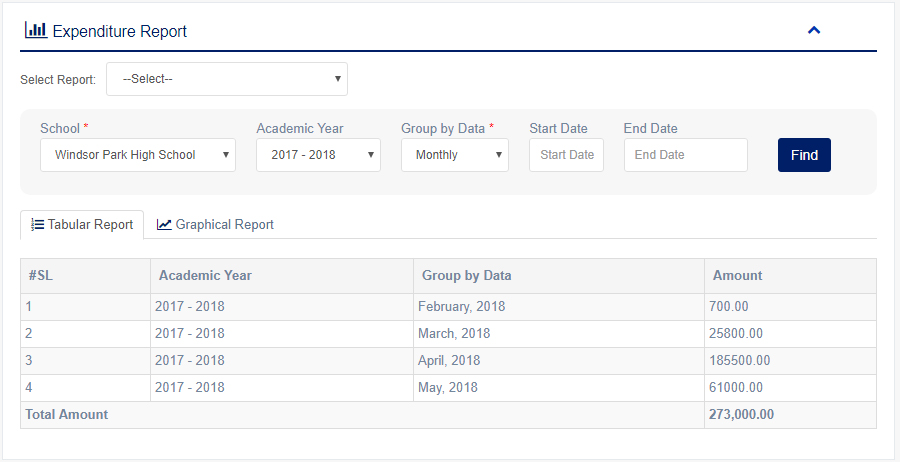 Expenditure Report
Select Report: --Select--
School * Academic Year Group by Data * Start Date End Date
Windsor Park High School 2017 - 2018 Monthly Start Date End Date Find
Tabular Report Graphical Report
#SL Academic Year Group by Data Amount
1 2017 - 2018 February, 2018 700.00
2 2017 - 2018 March, 2018 25800.00
3 2017 - 2018 April, 2018 185500.00
4 2017 - 2018 May, 2018 61000.00
Total Amount 273,000.00